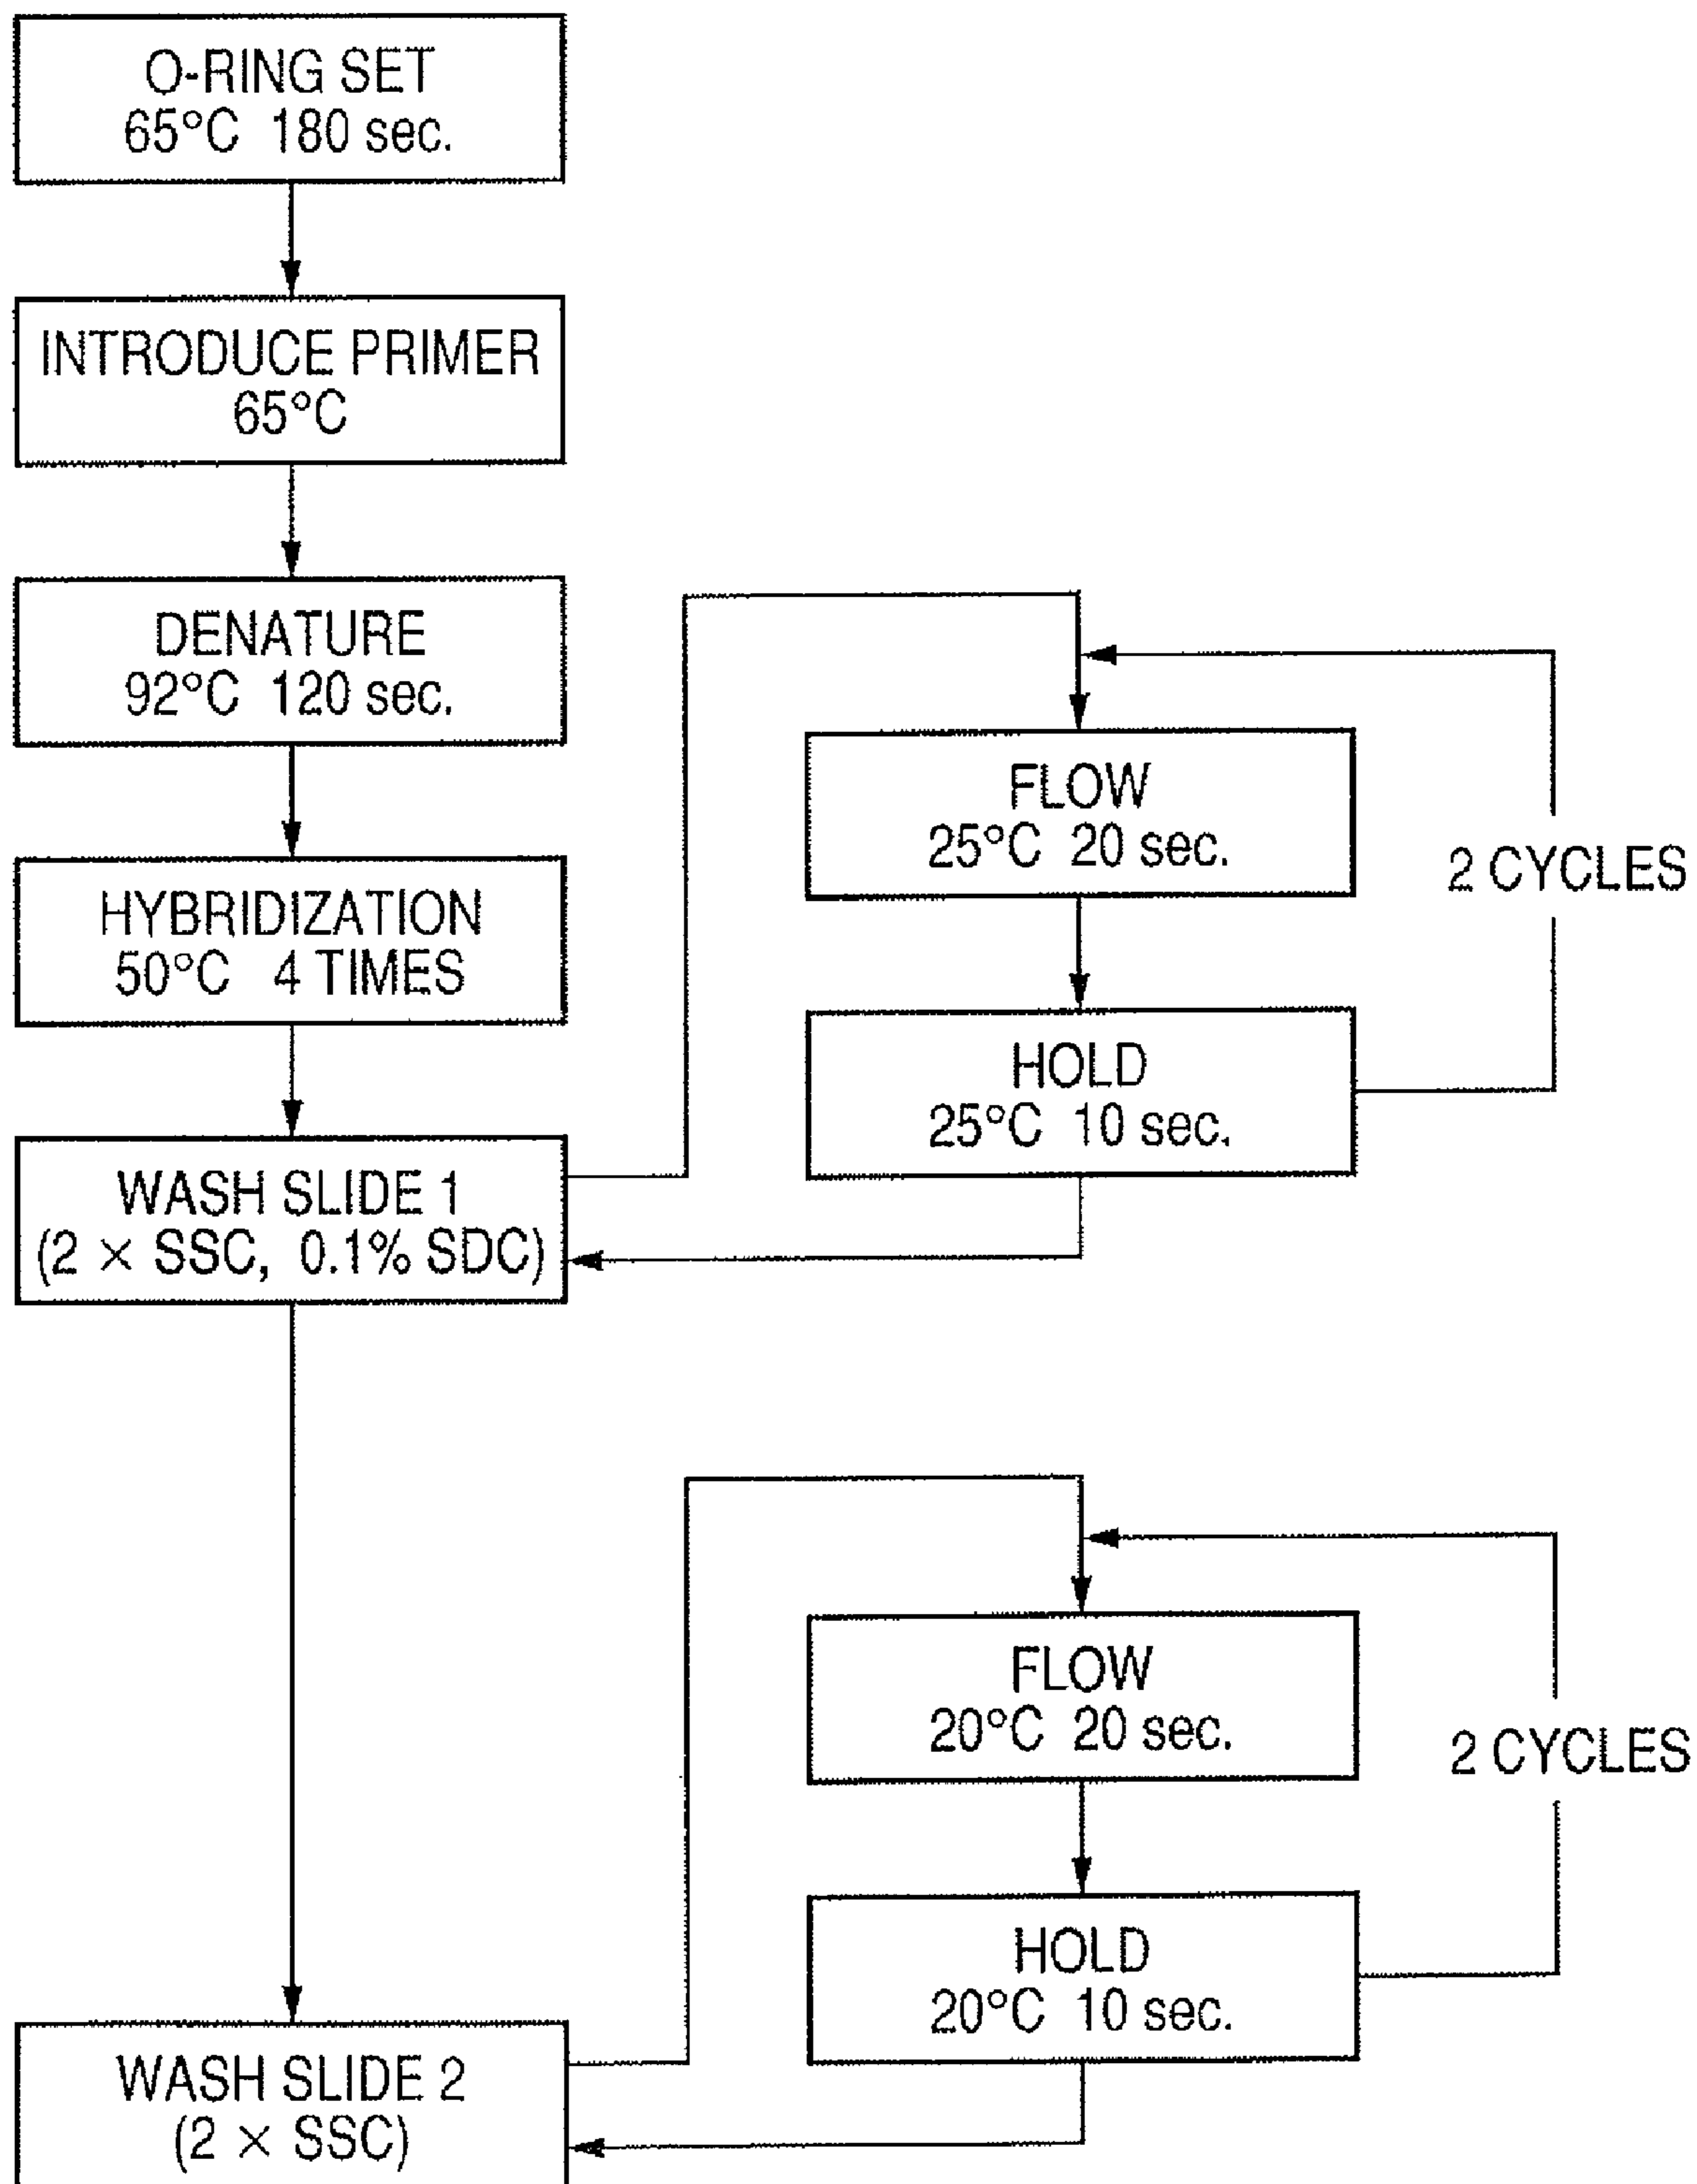 O-RING SET
65°C 180 sec.
INTRODUCE PRIMER
65°C
DENATURE
92°C 120 sec.
HYBRIDIZATION
50°C 4 TIMES
WASH SLIDE 1
(2 × SSC, 0.1% SDC)
FLOW
25°C 20 sec.
HOLD
25°C 10 sec.
2 CYCLES
WASH SLIDE 2
(2 × SSC)
FLOW
20°C 20 sec.
HOLD
20°C 10 sec.
2 CYCLES